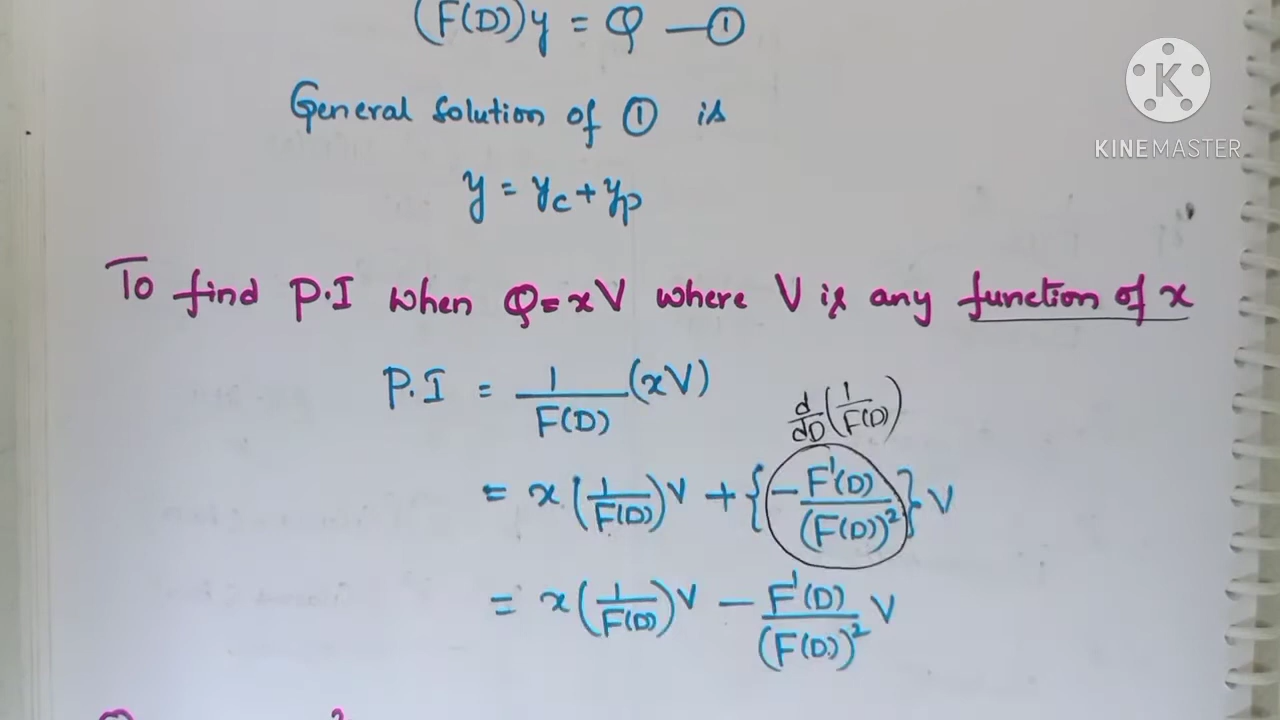 (F(D))y = Q —①
K
KINEMASTER
General solution of ① is
y = yc + yp
To find P.I when Q=xV where V is any function of x
P.I = 1/F(D) (xV)
d/dD (1/F(D))
= x (1/F(D)) V + {- F'(D)/(F(D))²} V
= x (1/F(D)) V — F'(D)/(F(D))² V